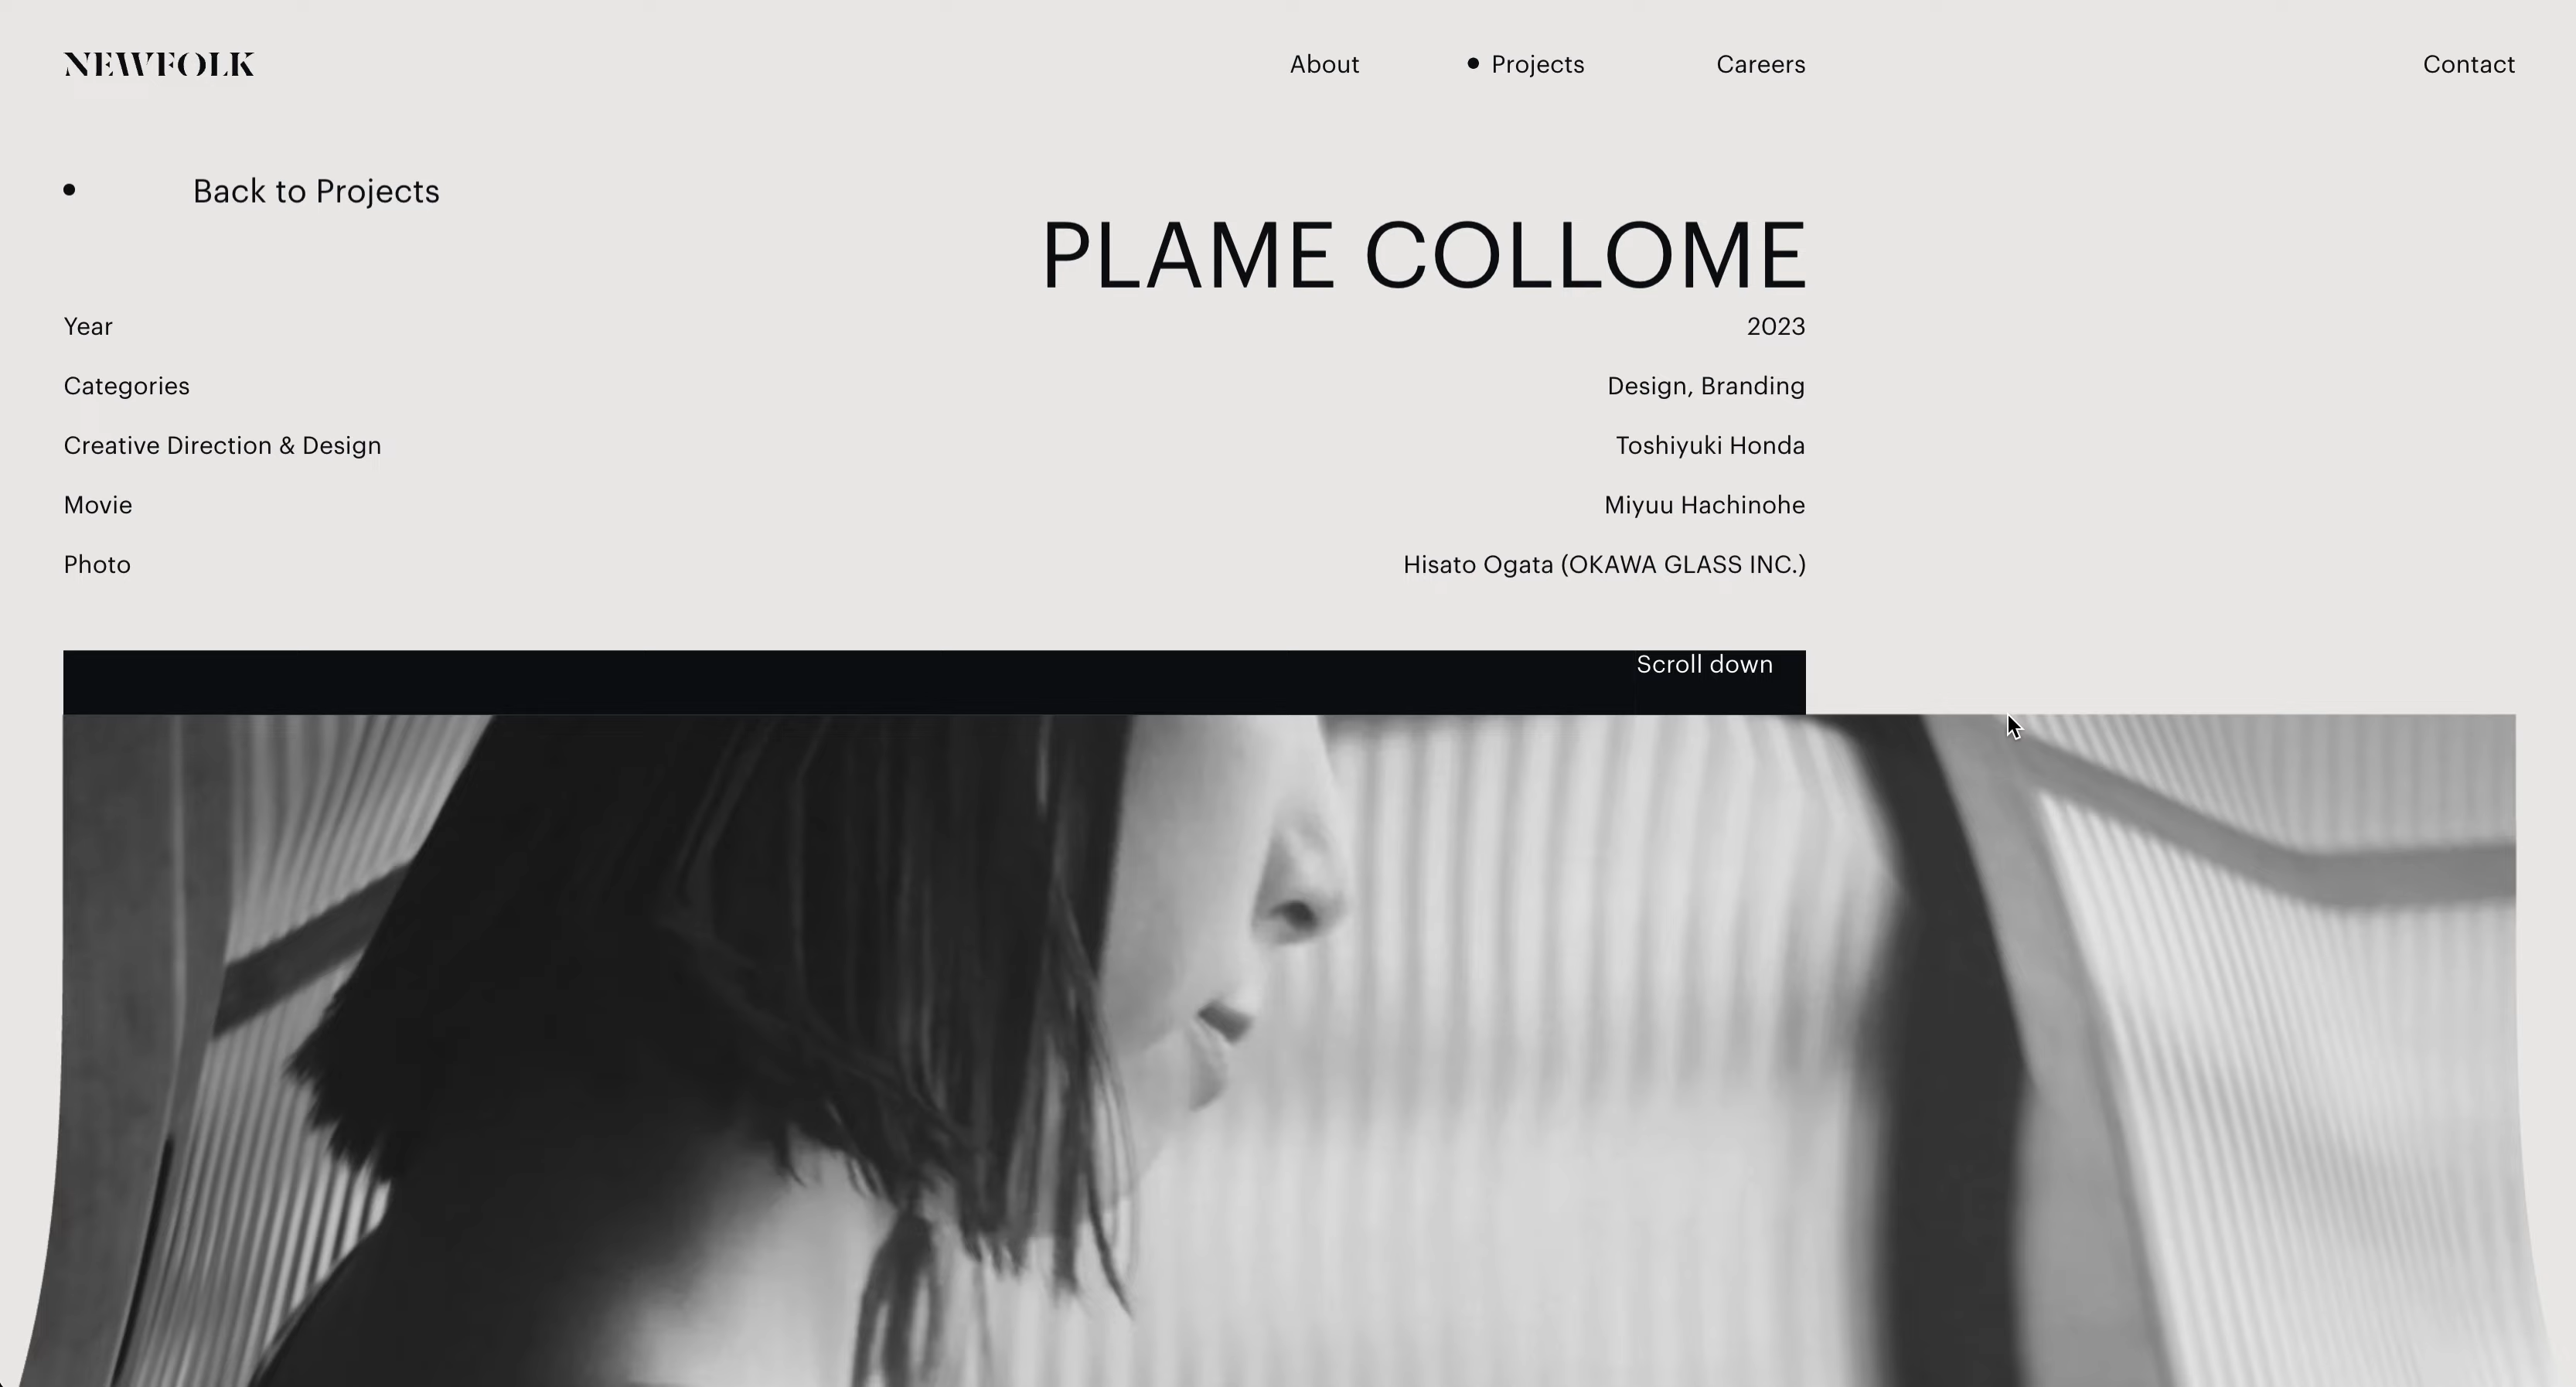 NEWFOLK
About Projects Careers Contact
Back to Projects
PLAME COLLOME
Year 2023
Categories Design, Branding
Creative Direction & Design Toshiyuki Honda
Movie Miyuu Hachinohe
Photo Hisato Ogata (OKAWA GLASS INC.)
Scroll down